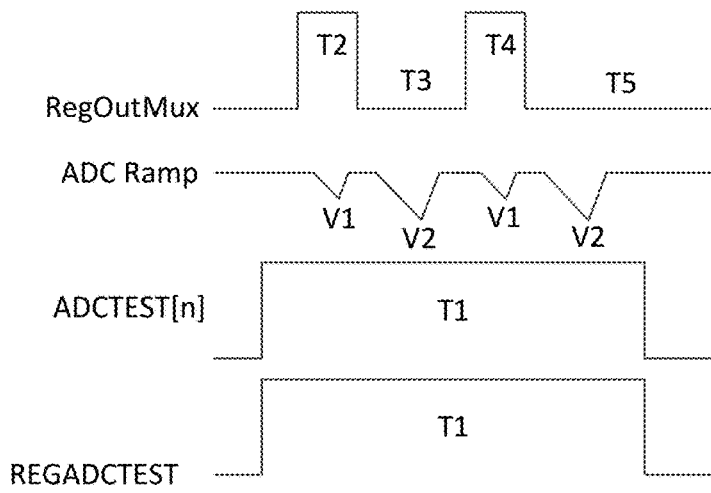 T2
T4
T3
T5
RegOutMux
ADC Ramp
V1
V2
V1
V2
ADCTEST[n]
T1
T1
REGADCTEST